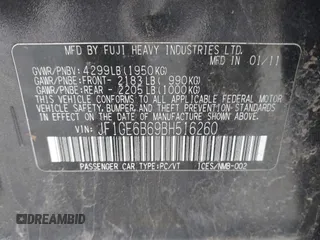 MFD BY FUJI HEAVY INDUSTRIES LTD.
MFD IN 01/11
GVWR/PNBV: 4299LB(1950KG)
GAWR/PNBE: FRONT- 2183LB( 990KG)
GAWR/PNBE: REAR - 2205LB(1000KG)
THIS VEHICLE CONFORMS TO ALL APPLICABLE
FEDERAL MOTOR VEHICLE SAFETY,
BUMPER, AND THEFT PREVENTION STANDARDS
IN EFFECT ON THE DATE OF MANUFACTURE
SHOWN ABOVE.
VIN: JF1GE6B69BH516260
PASSENGER CAR TYPE:PC/VT ICES/NMB-002
DREAMBID